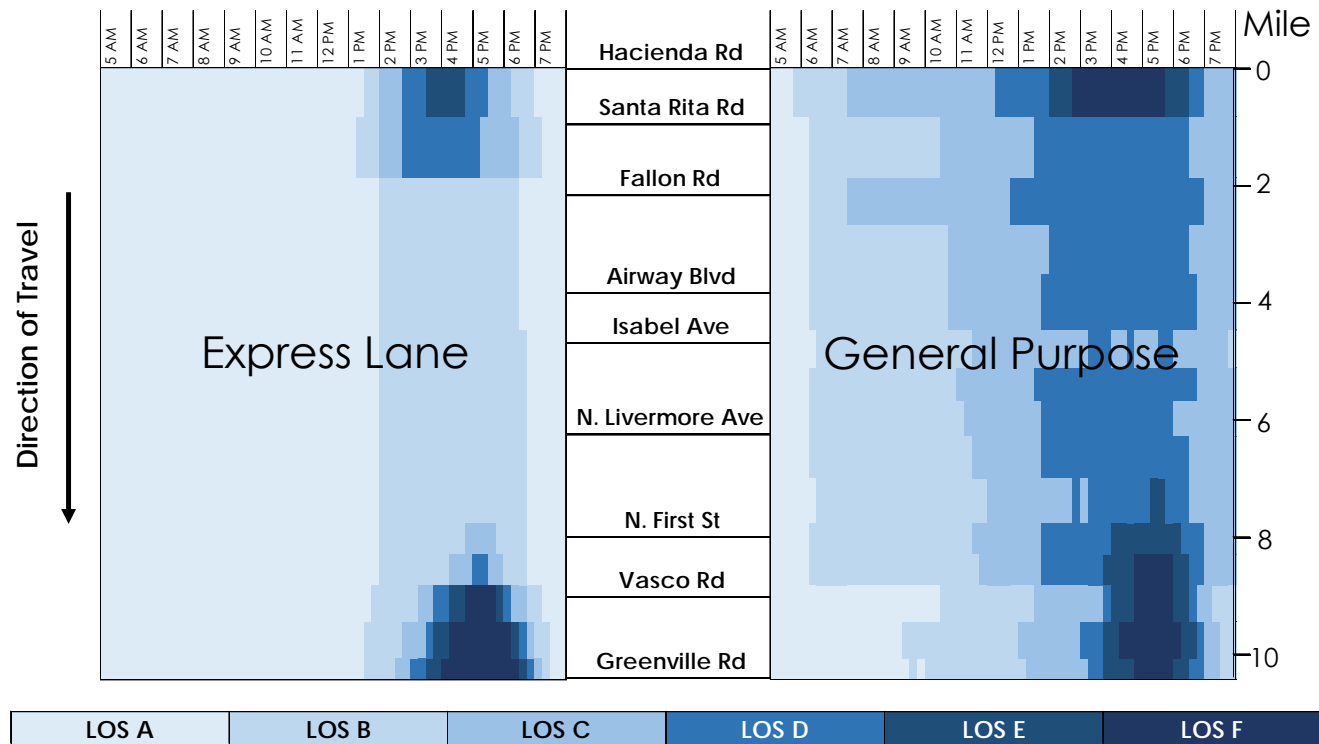 5 AM 6 AM 7 AM 8 AM 9 AM 10 AM 11 AM 12 PM 1 PM 2 PM 3 PM 4 PM 5 PM 6 PM 7 PM
5 AM 6 AM 7 AM 8 AM 9 AM 10 AM 11 AM 12 PM 1 PM 2 PM 3 PM 4 PM 5 PM 6 PM 7 PM
Mile
Hacienda Rd
0
Santa Rita Rd
Fallon Rd
2
Airway Blvd
4
Isabel Ave
Direction of Travel
Express Lane
General Purpose
N. Livermore Ave
6
N. First St
8
Vasco Rd
Greenville Rd
10
LOS A LOS B LOS C LOS D LOS E LOS F